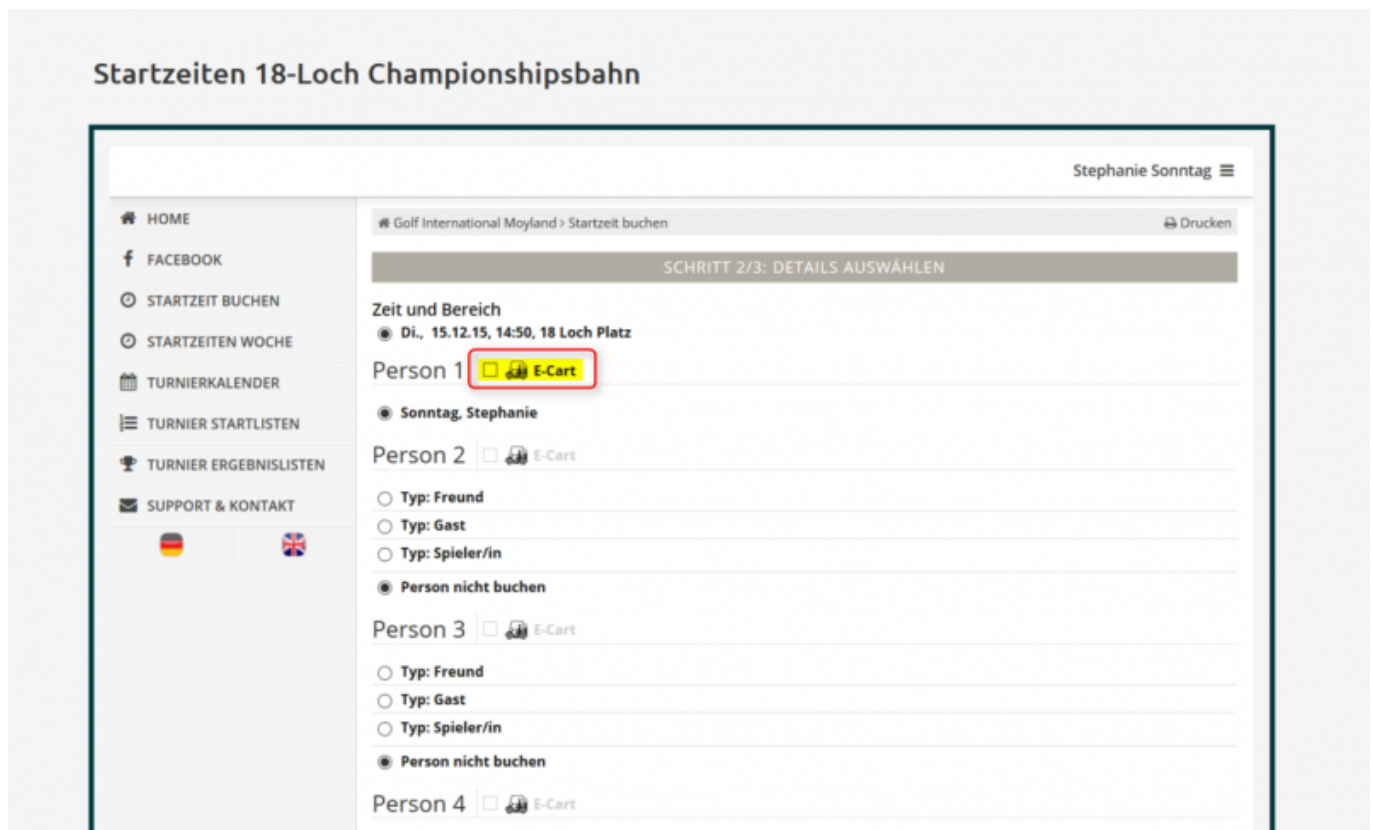 Startzeiten 18-Loch Championshipsbahn
Stephanie Sonntag
HOME
Golf International Moyland › Startzeit buchen
Drucken
FACEBOOK
SCHRITT 2/3: DETAILS AUSWÄHLEN
STARTZEIT BUCHEN
STARTZEITEN WOCHE
TURNIERKALENDER
TURNIER STARTLISTEN
TURNIER ERGEBNISLISTEN
SUPPORT & KONTAKT
Zeit und Bereich
Di., 15.12.15, 14:50, 18 Loch Platz
Person 1 E-Cart
Sonntag, Stephanie
Person 2 E-Cart
Typ: Freund
Typ: Gast
Typ: Spieler/in
Person nicht buchen
Person 3 E-Cart
Typ: Freund
Typ: Gast
Typ: Spieler/in
Person nicht buchen
Person 4 E-Cart